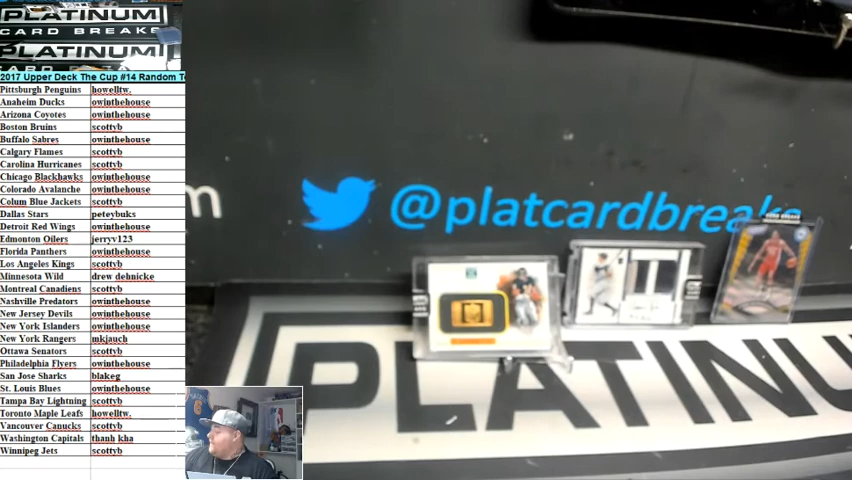 PLATINUM
CARD BREAKS
PLATINUM
2017 Upper Deck The Cup #14 Random T
Pittsburgh Penguins howelltw.
Anaheim Ducks owinthehouse
Arizona Coyotes owinthehouse
Boston Bruins scottyb
Buffalo Sabres owinthehouse
Calgary Flames scottyb
Carolina Hurricanes scottyb
Chicago Blackhawks owinthehouse
Colorado Avalanche owinthehouse
Colum Blue Jackets scottyb
Dallas Stars peteybuks
Detroit Red Wings owinthehouse
Edmonton Oilers jerryv123
Florida Panthers owinthehouse
Los Angeles Kings scottyb
Minnesota Wild drew dehnicke
Montreal Canadiens scottyb
Nashville Predators owinthehouse
New Jersey Devils owinthehouse
New York Islanders owinthehouse
New York Rangers mkjauch
Ottawa Senators scottyb
Philadelphia Flyers owinthehouse
San Jose Sharks blakeg
St. Louis Blues owinthehouse
Tampa Bay Lightning scottyb
Toronto Maple Leafs howelltw.
Vancouver Canucks scottyb
Washington Capitals thanh kha
Winnipeg Jets scottyb
m
@platcardbreaks
PLATINU